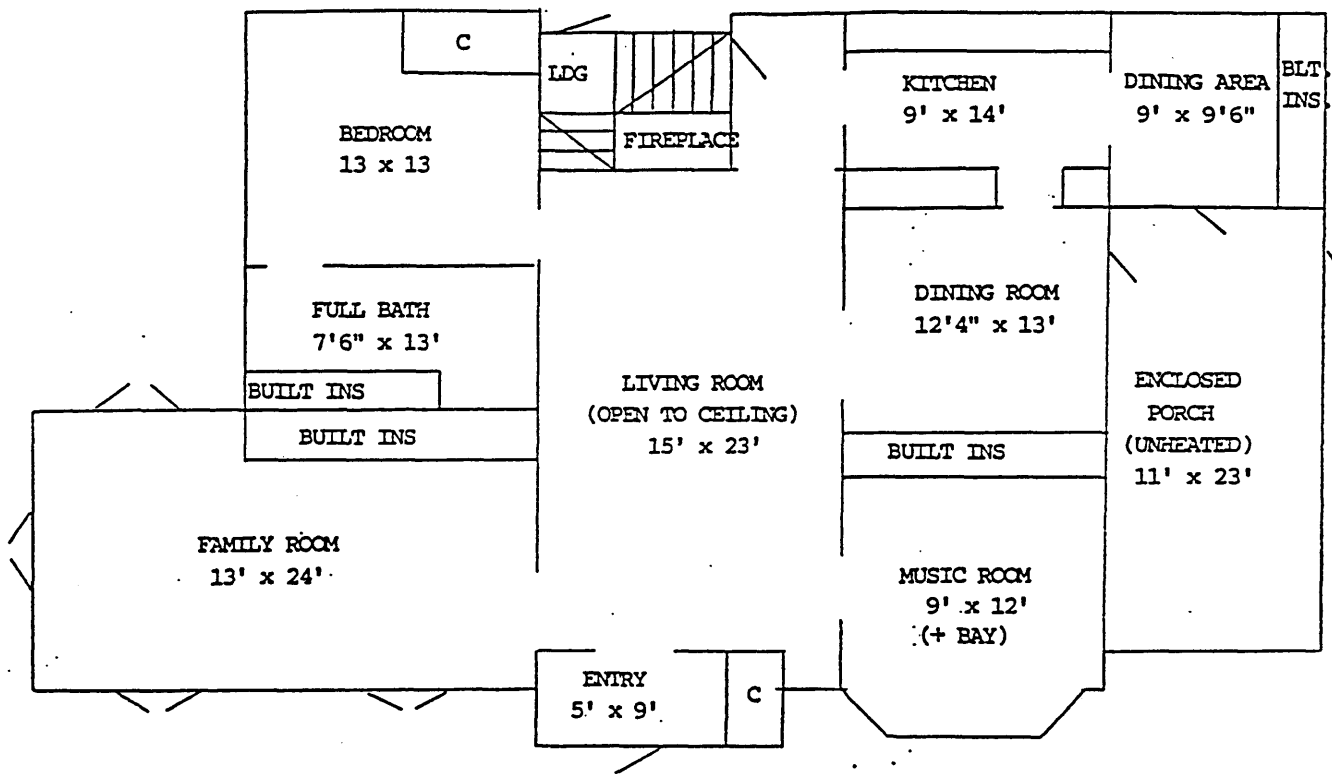 C
LDG
FIREPLACE
KITCHEN
9' x 14'
DINING AREA
9' x 9'6"
BLT
INS
BEDROOM
13 x 13
FULL BATH
7'6" x 13'
BUILT INS
BUILT INS
LIVING ROOM
(OPEN TO CEILING)
15' x 23'
DINING ROOM
12'4" x 13'
BUILT INS
ENCLOSED
PORCH
(UNHEATED)
11' x 23'
FAMILY ROOM
13' x 24'
MUSIC ROOM
9' x 12'
(+ BAY)
ENTRY
5' x 9'
C